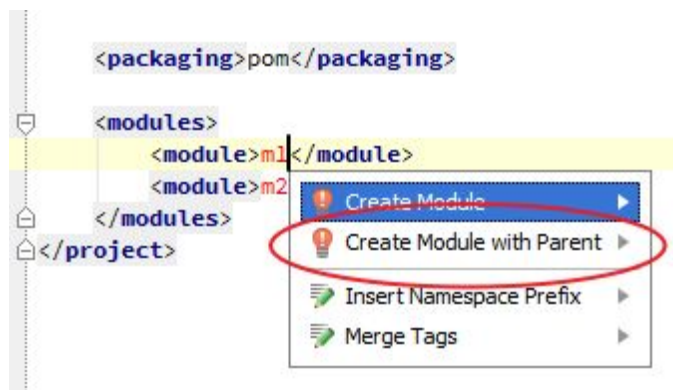 <packaging>pom</packaging>
<modules>
<module>m1</module>
<module>m2
Create Module
</modules>
Create Module with Parent
</project>
Insert Namespace Prefix
Merge Tags